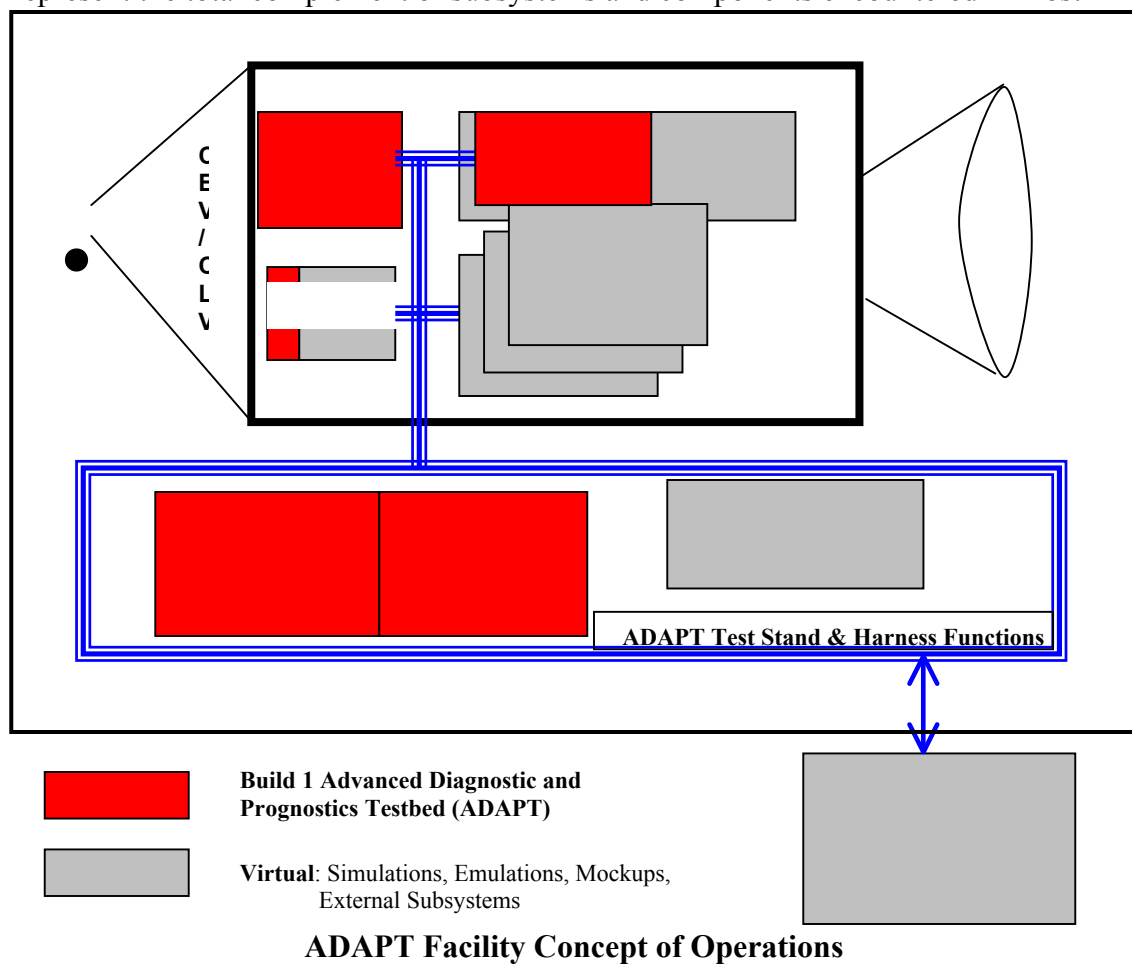 C
E
V
/
C
L
V
ADAPT Test Stand & Harness Functions
Build 1 Advanced Diagnostic and
Prognostics Testbed (ADAPT)
Virtual: Simulations, Emulations, Mockups,
External Subsystems
ADAPT Facility Concept of Operations